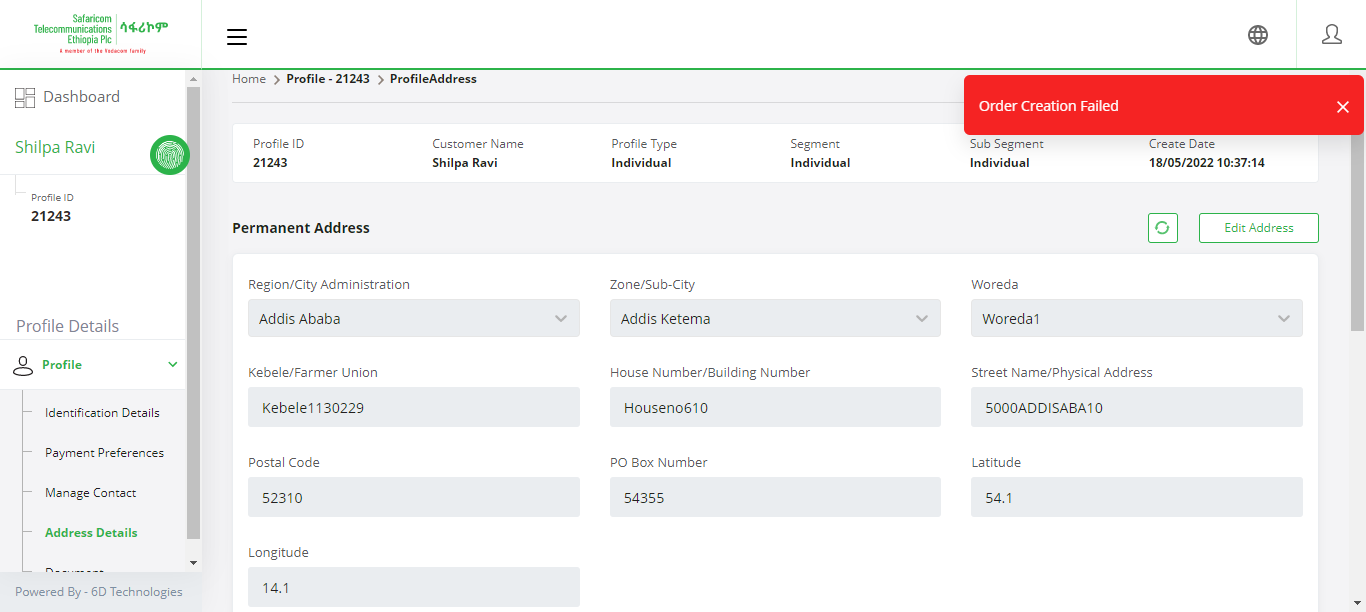 Safaricom
Telecommunications
Ethiopia Plc
ሳፋሪኮም
A member of the Vodacom family
Dashboard
Shilpa Ravi
Profile ID
21243
Profile Details
Profile
Identification Details
Payment Preferences
Manage Contact
Address Details
Document
Powered By - 6D Technologies
Home > Profile - 21243 > ProfileAddress
Order Creation Failed
Profile ID
21243
Customer Name
Shilpa Ravi
Profile Type
Individual
Segment
Individual
Sub Segment
Individual
Create Date
18/05/2022 10:37:14
Permanent Address
Edit Address
Region/City Administration
Addis Ababa
Zone/Sub-City
Addis Ketema
Woreda
Woreda1
Kebele/Farmer Union
Kebele1130229
House Number/Building Number
Houseno610
Street Name/Physical Address
5000ADDISABA10
Postal Code
52310
PO Box Number
54355
Latitude
54.1
Longitude
14.1